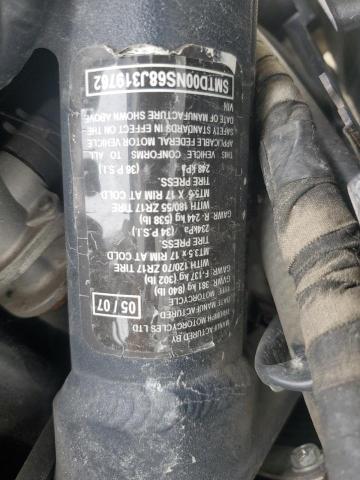 MANUFACTURED BY
TRIUMPH MOTORCYCLES LTD
DATE MANUFACTURED
05 / 07
TYPE: MOTORCYCLE
GVWR: 381 kg (840 lb)
GAWR: F-137 kg (302 lb)
WITH 120/70 ZR17 TIRE
MT3.5 x 17 RIM AT COLD
TIRE PRESS.
234kPa (34 P.S.I.)
GAWR: R- 244 kg (538 lb)
WITH 180/55 ZR17 TIRE
MT5.5 X 17 RIM AT COLD
TIRE PRESS.
248 kPa (36 P.S.I.)
THIS VEHICLE CONFORMS TO ALL
APPLICABLE FEDERAL MOTOR VEHICLE
SAFETY STANDARDS IN EFFECT ON THE
DATE OF MANUFACTURE SHOWN ABOVE
VIN
SMTD00NS68J319762